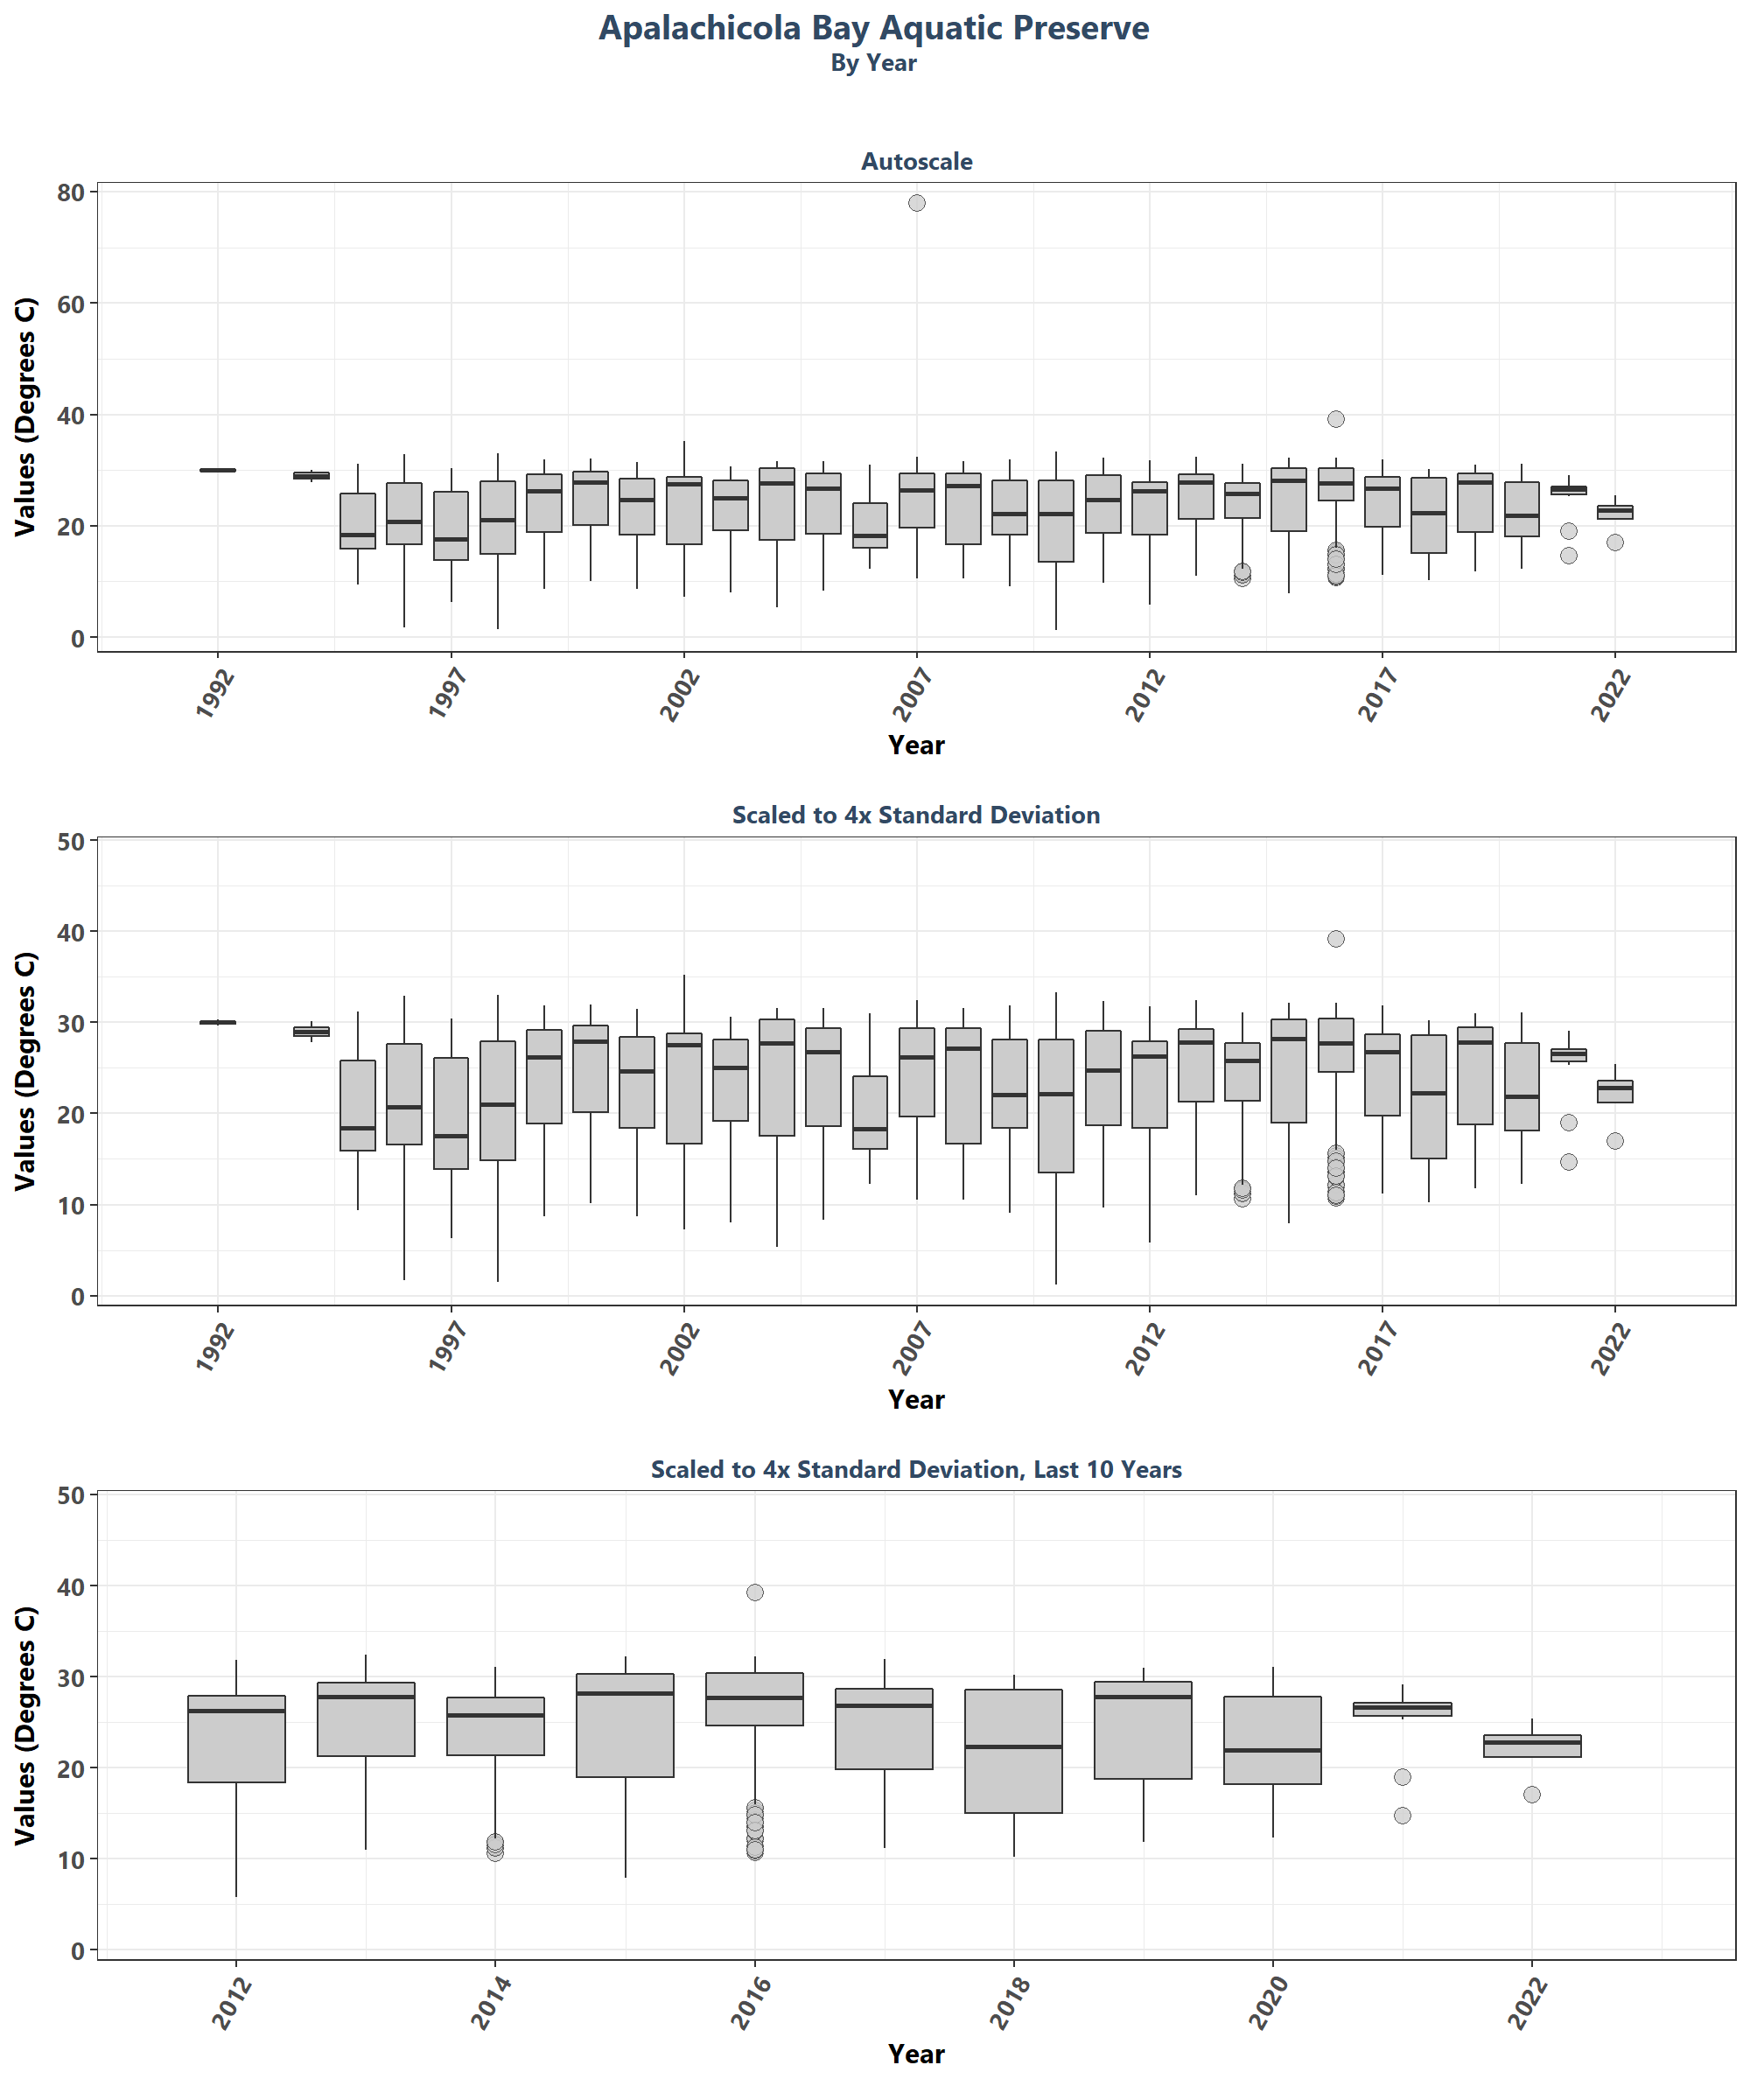 Apalachicola Bay Aquatic Preserve
By Year
Autoscale
Values (Degrees C)
80
60
40
20
0
1992 1997 2002 2007 2012 2017 2022
Year
Scaled to 4x Standard Deviation
Values (Degrees C)
50
40
30
20
10
0
1992 1997 2002 2007 2012 2017 2022
Year
Scaled to 4x Standard Deviation, Last 10 Years
Values (Degrees C)
50
40
30
20
10
0
2012 2014 2016 2018 2020 2022
Year